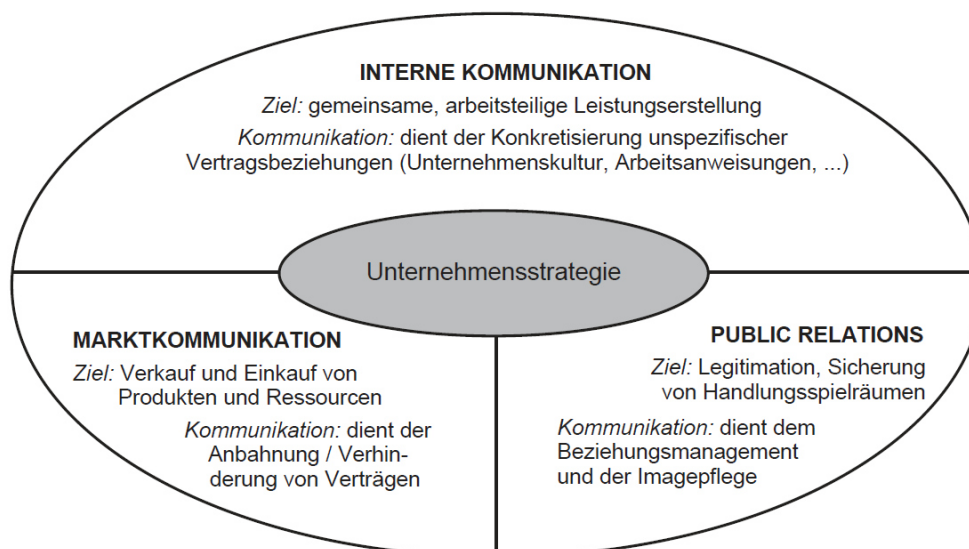 INTERNE KOMMUNIKATION
Ziel: gemeinsame, arbeitsteilige Leistungserstellung
Kommunikation: dient der Konkretisierung unspezifischer
Vertragsbeziehungen (Unternehmenskultur, Arbeitsanweisungen, ...)
Unternehmensstrategie
MARKTKOMMUNIKATION
Ziel: Verkauf und Einkauf von
Produkten und Ressourcen
Kommunikation: dient der
Anbahnung / Verhin-
derung von Verträgen
PUBLIC RELATIONS
Ziel: Legitimation, Sicherung
von Handlungsspielräumen
Kommunikation: dient dem
Beziehungsmanagement
und der Imagepflege